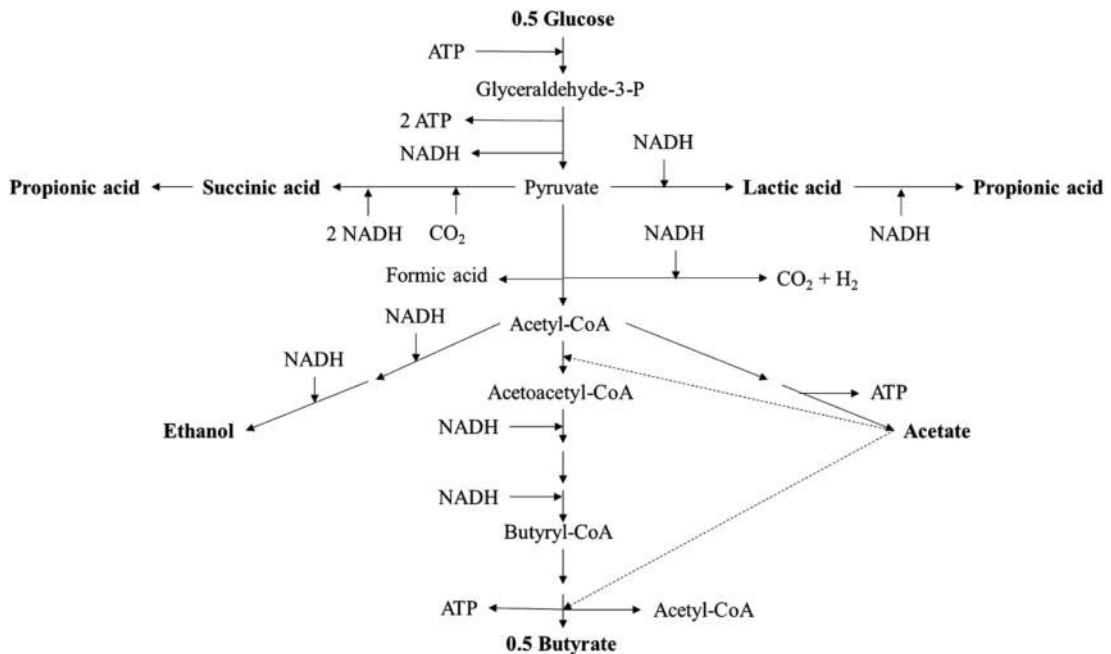 0.5 Glucose
ATP
Glyceraldehyde-3-P
2 ATP
NADH
NADH
Propionic acid
Succinic acid
Pyruvate
Lactic acid
Propionic acid
2 NADH
CO₂
NADH
NADH
Formic acid
CO₂ + H₂
NADH
Acetyl-CoA
NADH
Acetoacetyl-CoA
ATP
Ethanol
NADH
Acetate
NADH
Butyryl-CoA
ATP
Acetyl-CoA
0.5 Butyrate